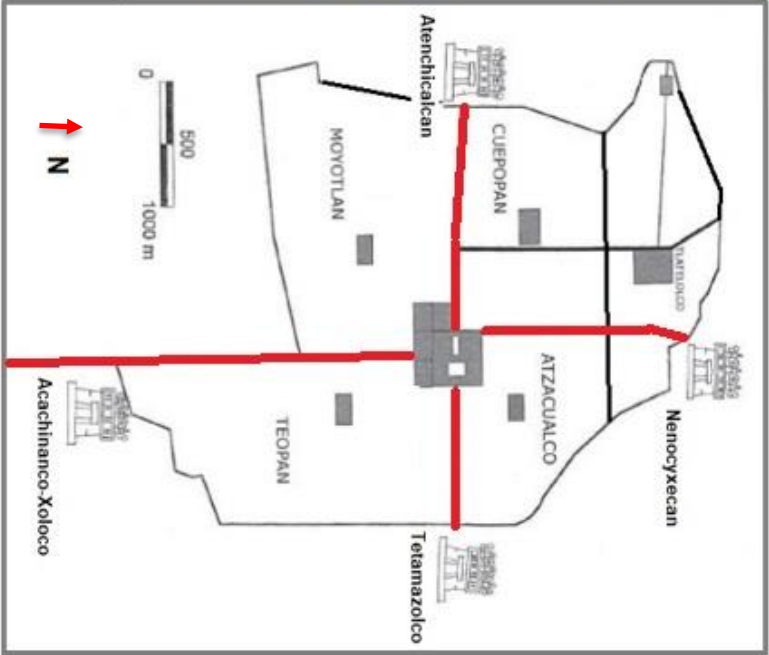 Atenchicalcan
CUEPOPAN
MOYOTLAN
0
500
1000 m
N
TLATELOLCO
Nenocyxecan
ATZACUALCO
TEOPAN
Acachinanco-Xoloco
Tetamazolco